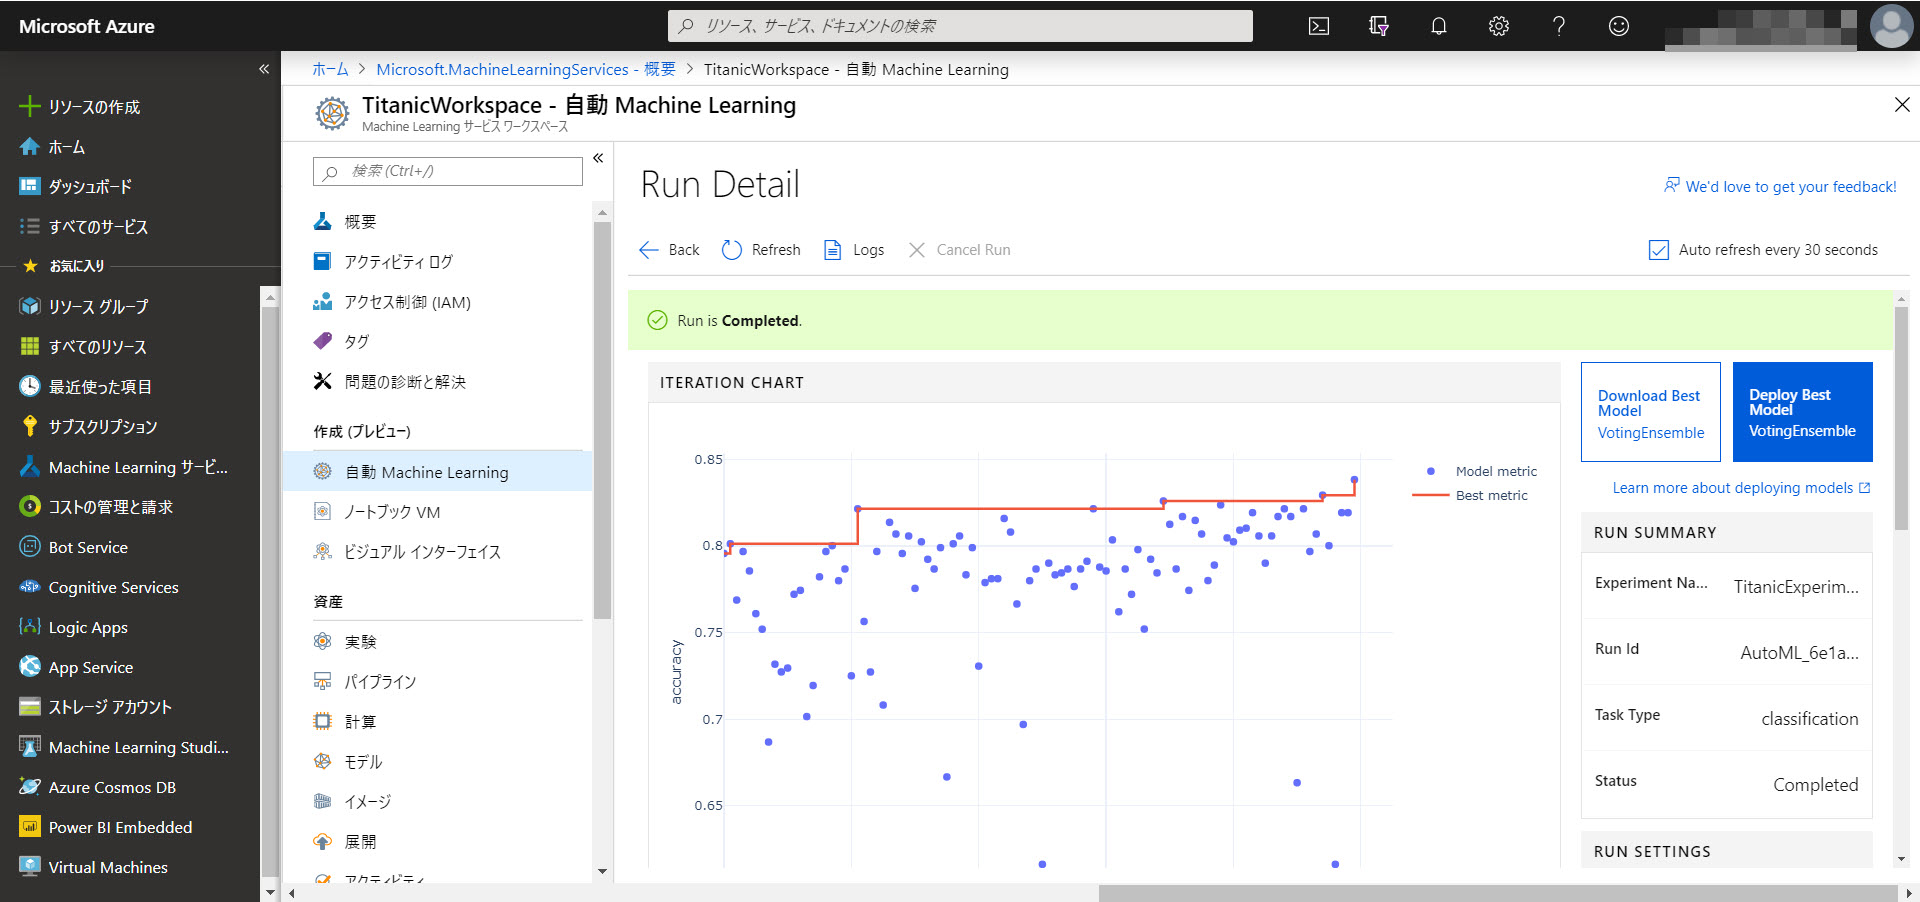 Microsoft Azure
リソース、サービス、ドキュメントの検索
リソースの作成
ホーム
ダッシュボード
すべてのサービス
お気に入り
リソース グループ
すべてのリソース
最近使った項目
サブスクリプション
Machine Learning サービ...
コストの管理と請求
Bot Service
Cognitive Services
Logic Apps
App Service
ストレージ アカウント
Machine Learning Studi...
Azure Cosmos DB
Power BI Embedded
Virtual Machines
ホーム > Microsoft.MachineLearningServices - 概要 > TitanicWorkspace - 自動 Machine Learning
TitanicWorkspace - 自動 Machine Learning
Machine Learning サービス ワークスペース
検索 (Ctrl+/)
概要
アクティビティ ログ
アクセス制御 (IAM)
タグ
問題の診断と解決
作成 (プレビュー)
自動 Machine Learning
ノートブック VM
ビジュアル インターフェイス
資産
実験
パイプライン
計算
モデル
イメージ
展開
アクティビティ
Run Detail
We'd love to get your feedback!
Back
Refresh
Logs
Cancel Run
Auto refresh every 30 seconds
Run is Completed.
ITERATION CHART
0.85
0.8
0.75
0.7
0.65
accuracy
Model metric
Best metric
Download Best
Model
VotingEnsemble
Deploy Best
Model
VotingEnsemble
Learn more about deploying models
RUN SUMMARY
Experiment Na... TitanicExperim...
Run Id AutoML_6e1a...
Task Type classification
Status Completed
RUN SETTINGS